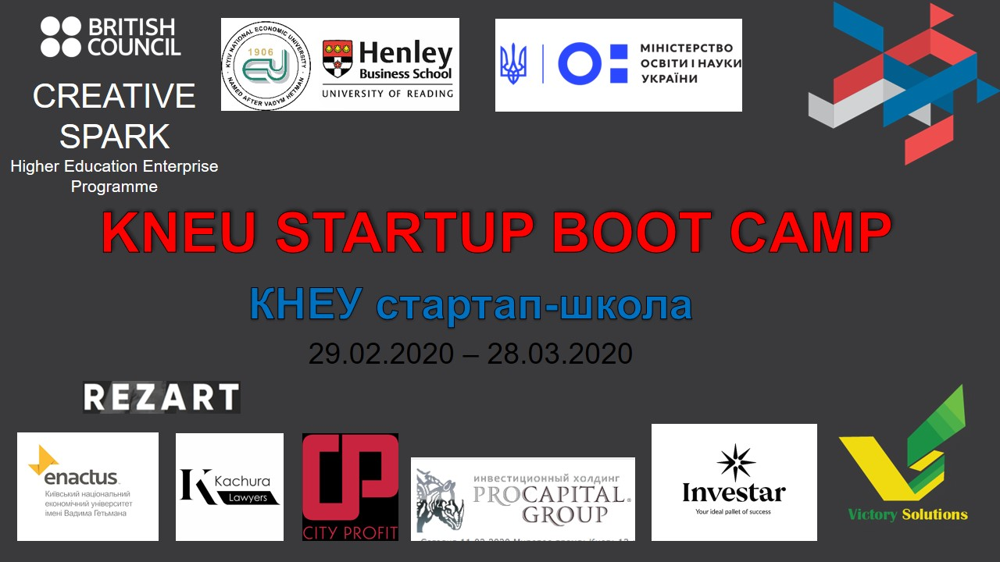 BRITISH
COUNCIL
CREATIVE
SPARK
Higher Education Enterprise
Programme
KYIV NATIONAL ECONOMIC UNIVERSITY
1906
NAMED AFTER VADYM HETMAN
Henley
Business School
UNIVERSITY OF READING
МІНІСТЕРСТВО
ОСВІТИ І НАУКИ
УКРАЇНИ
KNEU STARTUP BOOT CAMP
КНЕУ стартап-школа
29.02.2020 – 28.03.2020
REZART
enactus
Київський національний
економічний університет
імені Вадима Гетьмана
K Kachura
Lawyers
CP
CITY PROFIT
ИНВЕСТИЦИОННЫЙ ХОЛДИНГ
PROCAPITAL®
GROUP
Investar
Your ideal pallet of success
Victory Solutions